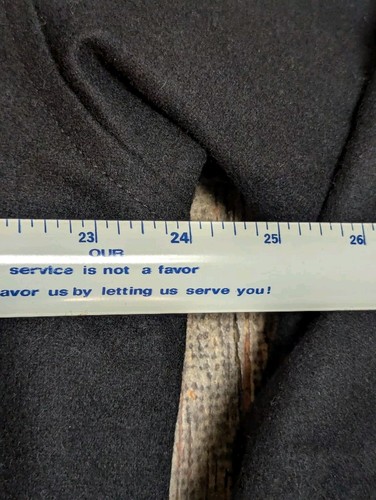 23 24 25 26
OUR
service is not a favor
avor us by letting us serve you!